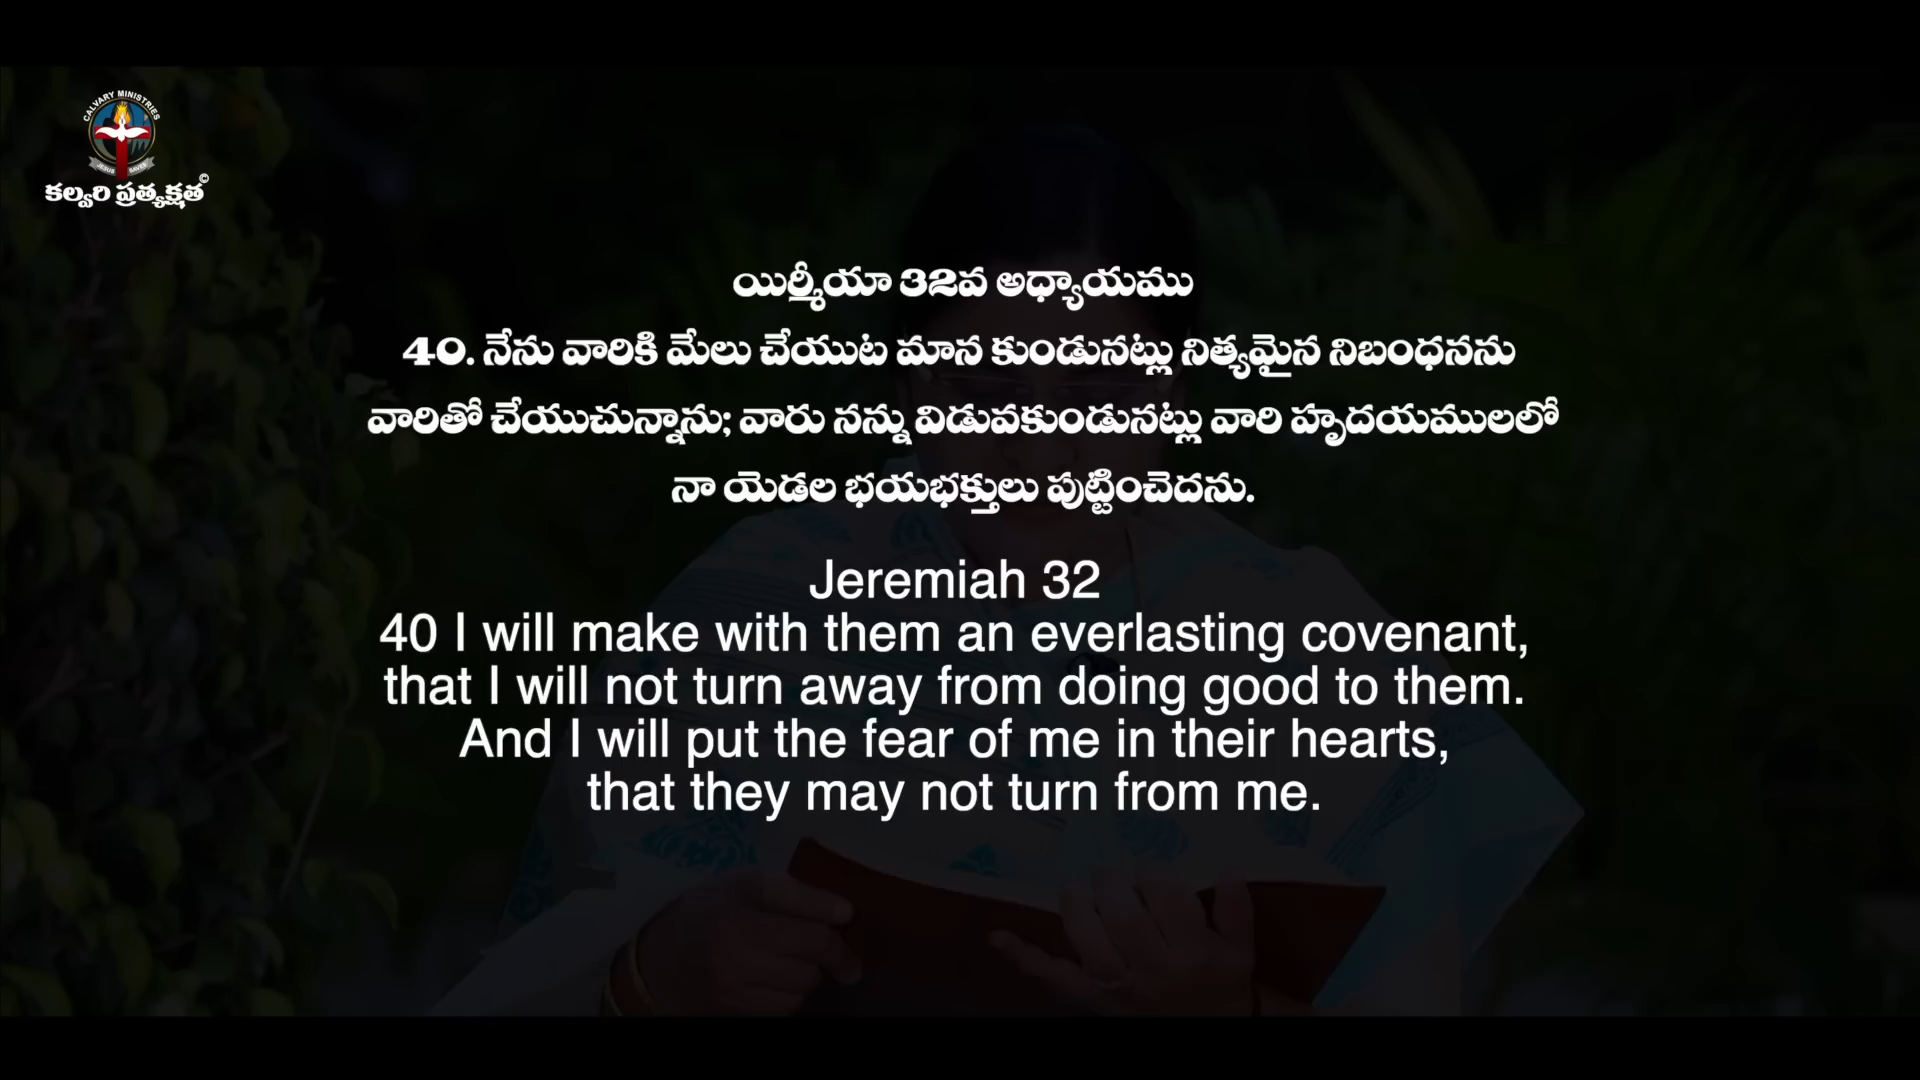 CALVARY MINISTRIES
JESUS SAVES
కల్వరి ప్రత్యక్షత©
యిర్మీయా 32వ అధ్యాయము
40. నేను వారికి మేలు చేయుట మాన కుండునట్లు నిత్యమైన నిబంధనను
వారితో చేయుచున్నాను; వారు నన్ను విడువకుండునట్లు వారి హృదయములలో
నా యెడల భయభక్తులు పుట్టించెదను.
Jeremiah 32
40 I will make with them an everlasting covenant,
that I will not turn away from doing good to them.
And I will put the fear of me in their hearts,
that they may not turn from me.